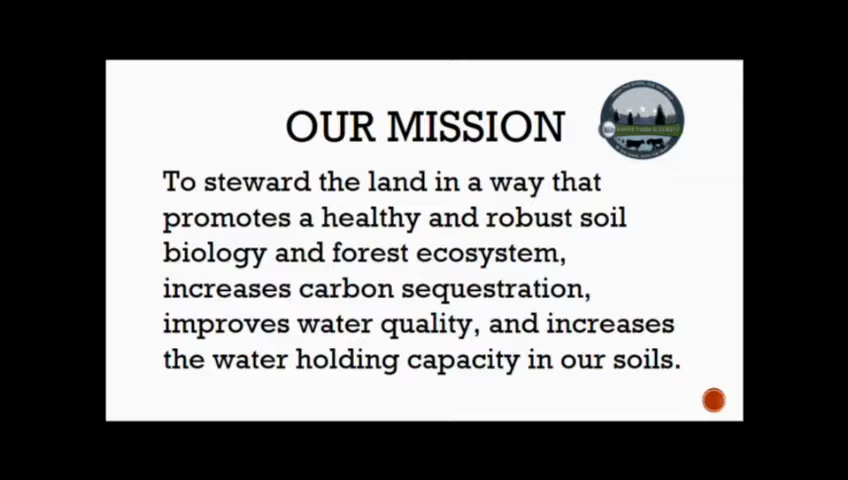 OUR MISSION
To steward the land in a way that
promotes a healthy and robust soil
biology and forest ecosystem,
increases carbon sequestration,
improves water quality, and increases
the water holding capacity in our soils.